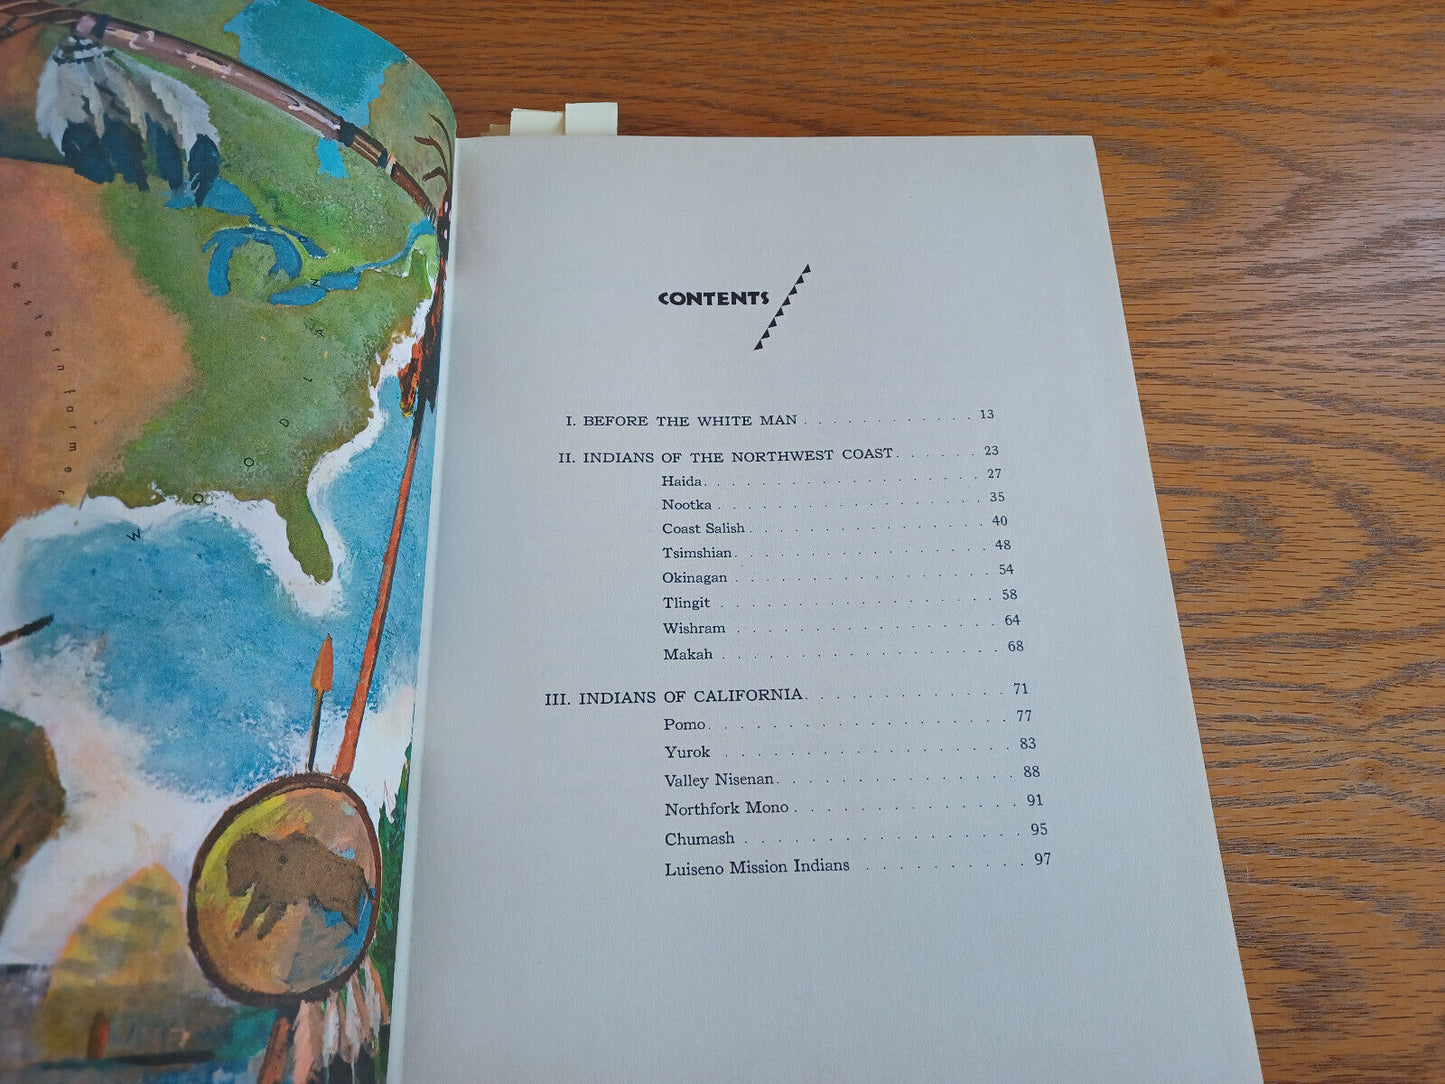 western farmer
WOODLAN
CONTENTS
I. BEFORE THE WHITE MAN . . . . . . . . . . . . 13
II. INDIANS OF THE NORTHWEST COAST . . . . . . 23
Haida . . . . . . . . . . . . . . . . 27
Nootka . . . . . . . . . . . . . . . . 35
Coast Salish . . . . . . . . . . . . . . 40
Tsimshian . . . . . . . . . . . . . . . 48
Okinagan . . . . . . . . . . . . . . . 54
Tlingit . . . . . . . . . . . . . . . . 58
Wishram . . . . . . . . . . . . . . . 64
Makah . . . . . . . . . . . . . . . . 68
III. INDIANS OF CALIFORNIA . . . . . . . . . . . 71
Pomo . . . . . . . . . . . . . . . . . 77
Yurok . . . . . . . . . . . . . . . . 83
Valley Nisenan . . . . . . . . . . . . . 88
Northfork Mono . . . . . . . . . . . . 91
Chumash . . . . . . . . . . . . . . . 95
Luiseno Mission Indians . . . . . . . . . 97